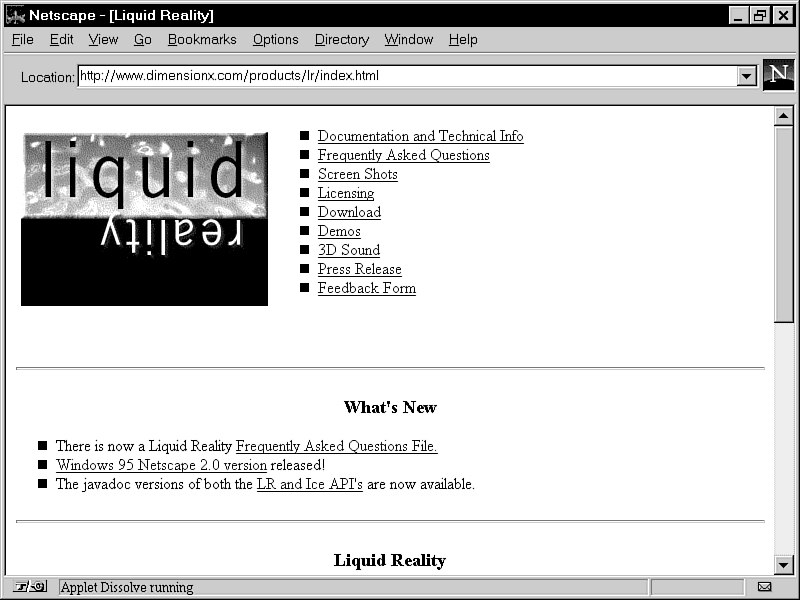 Netscape - [Liquid Reality]
File Edit View Go Bookmarks Options Directory Window Help
Location: http://www.dimensionx.com/products/lr/index.html
N
liquid
reality
Documentation and Technical Info
Frequently Asked Questions
Screen Shots
Licensing
Download
Demos
3D Sound
Press Release
Feedback Form
What's New
There is now a Liquid Reality Frequently Asked Questions File.
Windows 95 Netscape 2.0 version released!
The javadoc versions of both the LR and Ice API's are now available.
Liquid Reality
Applet Dissolve running